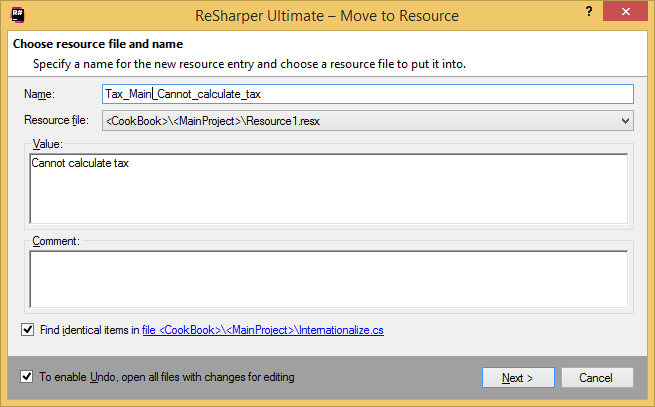 R#
ReSharper Ultimate – Move to Resource
?
Choose resource file and name
Specify a name for the new resource entry and choose a resource file to put it into.
Name: Tax_Main_Cannot_calculate_tax
Resource file: <CookBook>\<MainProject>\Resource1.resx
Value:
Cannot calculate tax
Comment:
Find identical items in file <CookBook>\<MainProject>\Internationalize.cs
To enable Undo, open all files with changes for editing
Next >
Cancel